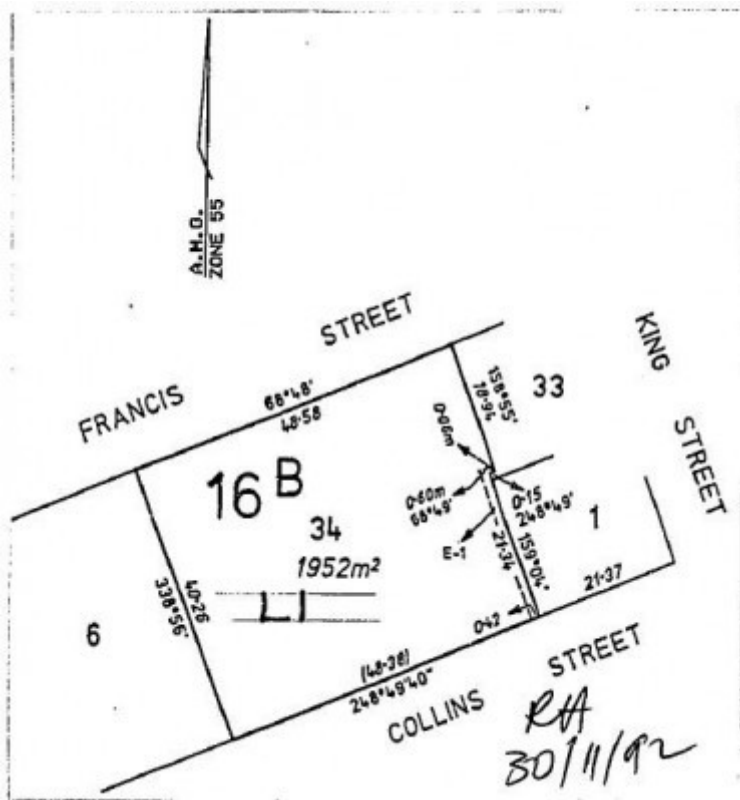 A.M.G.
ZONE 55
FRANCIS STREET
KING STREET
68°48'
48·58
158°55'
18·94
33
16 B
0·06m
0·60m
68°49'
0·15
248°49'
1
34
1952m²
E-1
21·34
159°04'
LI
40·26
338°56'
6
0·42
21·37
(48·38)
248°49'40"
COLLINS STREET
RA
30/11/92